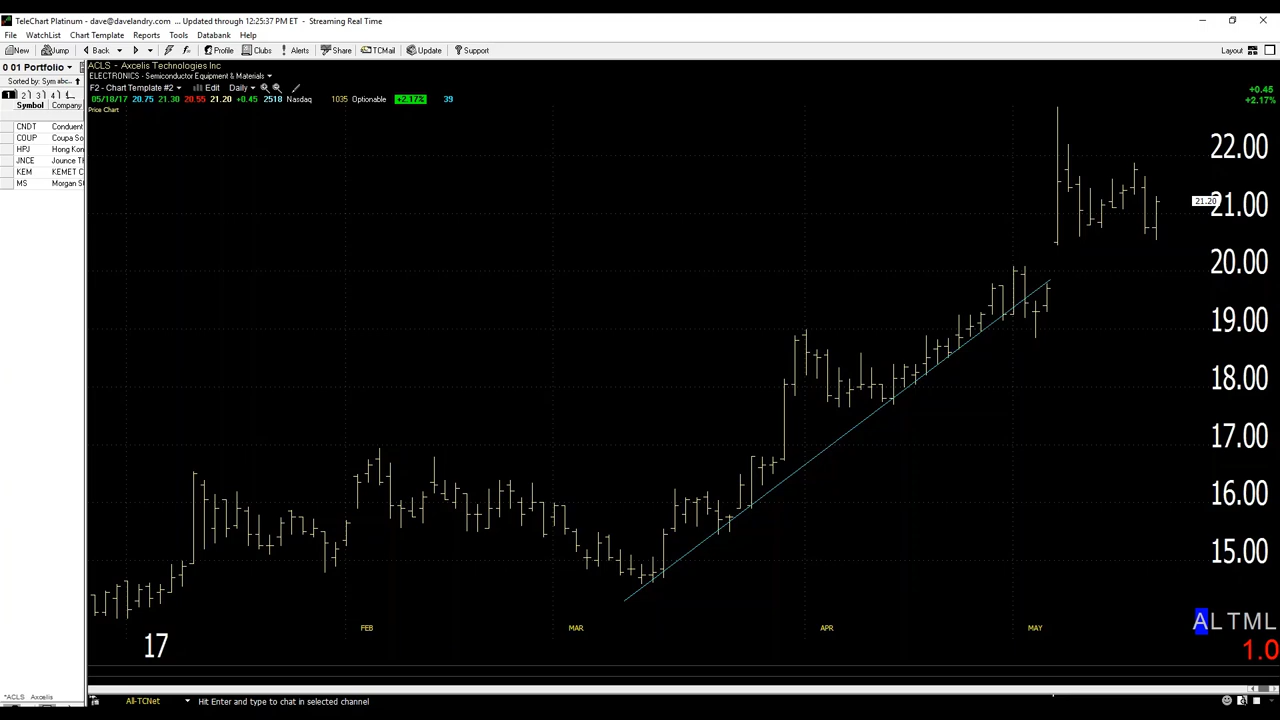 TeleChart Platinum - dave@davelandry.com ... Updated through 12:25:37 PM ET - Streaming Real Time
File WatchList Chart Template Reports Tools Databank Help
New Jump Back Profile Clubs Alerts Share TCMail Update Support Layout
0 01 Portfolio
ACLS - Axcelis Technologies Inc
ELECTRONICS - Semiconductor Equipment & Materials
Sorted by: Sym abc..
F2 - Chart Template #2 Edit Daily
+0.45
1 2 3 4
05/18/17 20.75 21.30 20.55 21.20 +0.45 2518 Nasdaq 1035 Optionable +2.17% 39
+2.17%
Symbol Company
Price Chart
CNDT Conduent
COUP Coupa So
HPJ Hong Kon
JNCE Jounce Th
KEM KEMET C
MS Morgan St
22.00
21.20
21.00
20.00
19.00
18.00
17.00
16.00
15.00
ALTML
FEB MAR APR MAY
17
1.0
*ACLS Axcelis
All-TCNet Hit Enter and type to chat in selected channel